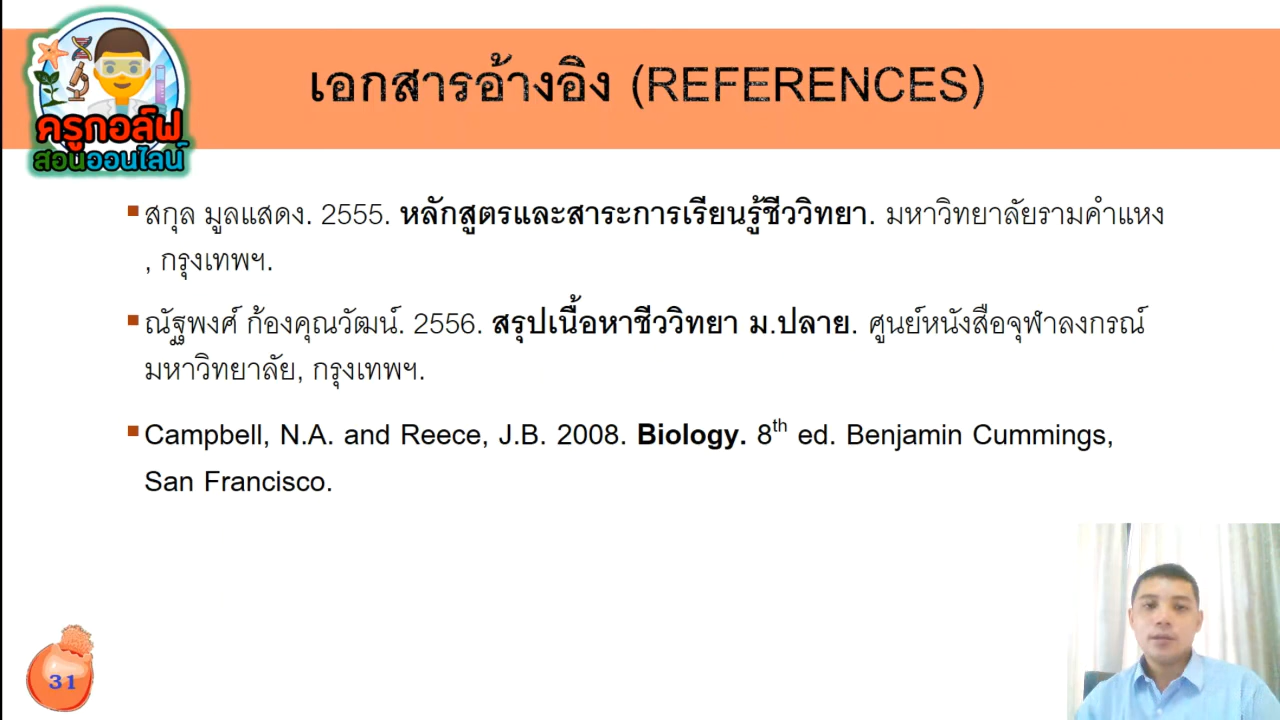 ครูกอล์ฟ
สอนออนไลน์
เอกสารอ้างอิง (REFERENCES)
สกุล มูลแสดง. 2555. หลักสูตรและสาระการเรียนรู้ชีววิทยา. มหาวิทยาลัยรามคำแหง
, กรุงเทพฯ.
ณัฐพงศ์ ก้องคุณวัฒน์. 2556. สรุปเนื้อหาชีววิทยา ม.ปลาย. ศูนย์หนังสือจุฬาลงกรณ์
มหาวิทยาลัย, กรุงเทพฯ.
Campbell, N.A. and Reece, J.B. 2008. Biology. 8th ed. Benjamin Cummings,
San Francisco.
31